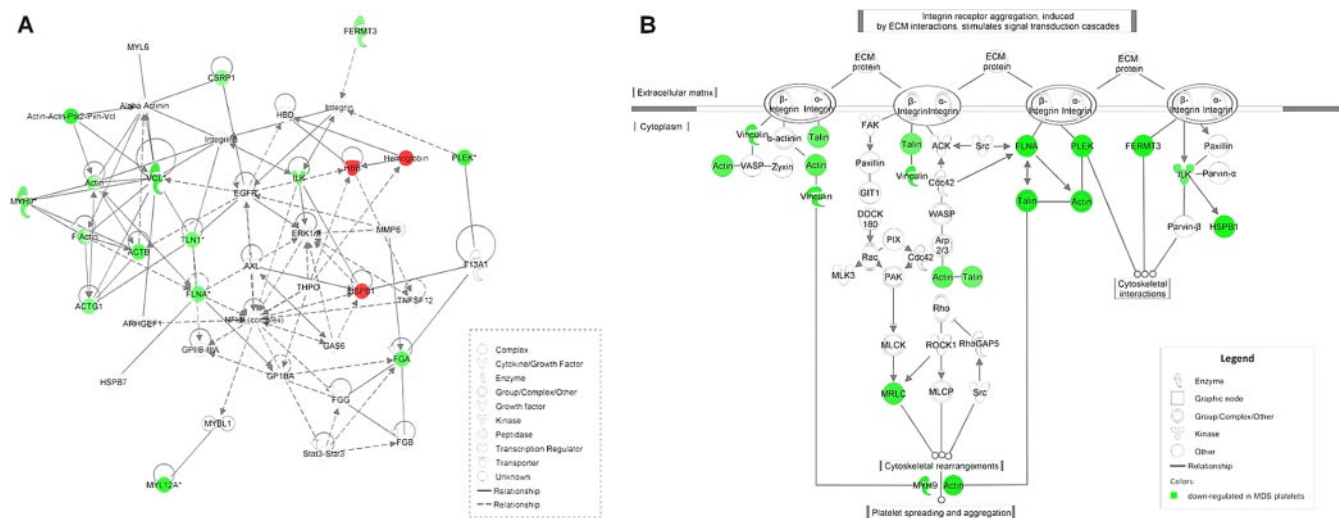 A
FERMT3
MYL6
CSRP1
Alpha Actinin
Integrin
Actin-Actn-Ptk2-Pxn-Vcl
HBD
Integrin B
Hemoglobin
PLEK*
HBB
VCL*
ILK
Actin
EGFR
MYH9*
MMP8
F Actin
ERK1/2
TLN1*
ACTB
F13A1
AXL
THPO
HSPB1
TNFSF12
FLNA*
ACTG1
ARHGEF1
NFkB (complex)
GAS6
GPIIB-IIIA
FGA
HSPB7
GP1BA
FGG
MYBL1
FGB
Stat3-Stat3
MYL12A*
Complex
Cytokine/Growth Factor
Enzyme
Group/Complex/Other
Growth factor
Kinase
Peptidase
Transcription Regulator
Transporter
Unknown
Relationship
Relationship
B
Integrin receptor aggregation, induced
by ECM interactions, stimulates signal transduction cascades
ECM
protein
ECM
protein
ECM
protein
Extracellular matrix
β-
Integrin
α-
Integrin
β-
Integrin
α-
Integrin
β-
Integrin
α-
Integrin
β-
Integrin
α-
Integrin
Cytoplasm
FAK
Vinculin
α-actinin
Talin
Talin
ACK
Src
FLNA
PLEK
FERMT3
Paxillin
Actin
VASP
Zyxin
Actin
Paxillin
Vinculin
Cdc42
ILK
Parvin-α
Vinculin
GIT1
Talin
Actin
DOCK
180
WASP
Parvin-β
HSPB1
PIX
Arp
2/3
Rac
Cdc42
MLK3
PAK
Actin
Talin
Cytoskeletal
interactions
Rho
MLCK
ROCK1
RhoGAP5
MRLC
MLCP
Src
Cytoskeletal rearrangements
MYH9
Actin
Platelet spreading and aggregation
Legend
Enzyme
Graphic node
Group/Complex/Other
Kinase
Other
Relationship
Colors
down-regulated in MDS platelets